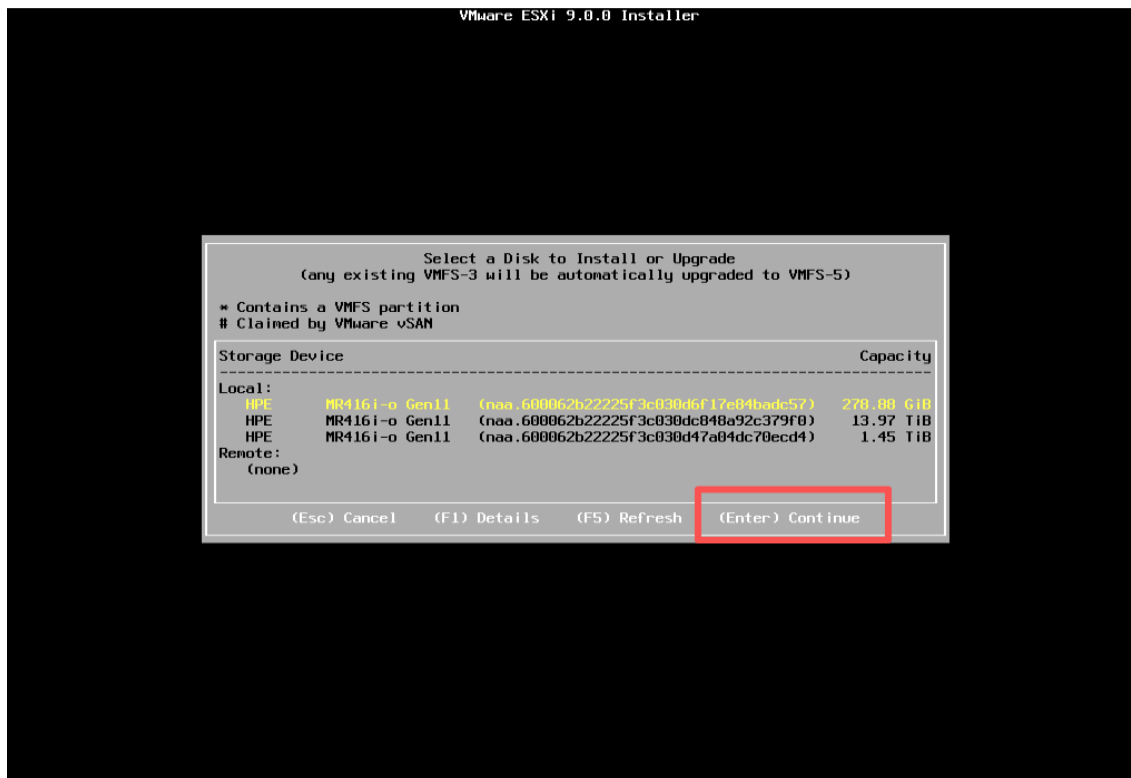 VMware ESXi 9.0.0 Installer
Select a Disk to Install or Upgrade
(any existing VMFS-3 will be automatically upgraded to VMFS-5)
* Contains a VMFS partition
# Claimed by VMware vSAN
Storage Device Capacity
Local:
HPE MR416i-o Gen11 (naa.600062b22225f3c030d6f17e84badc57) 278.88 GiB
HPE MR416i-o Gen11 (naa.600062b22225f3c030dc848a92c379f0) 13.97 TiB
HPE MR416i-o Gen11 (naa.600062b22225f3c030d47a04dc70ecd4) 1.45 TiB
Remote:
(none)
(Esc) Cancel (F1) Details (F5) Refresh (Enter) Continue